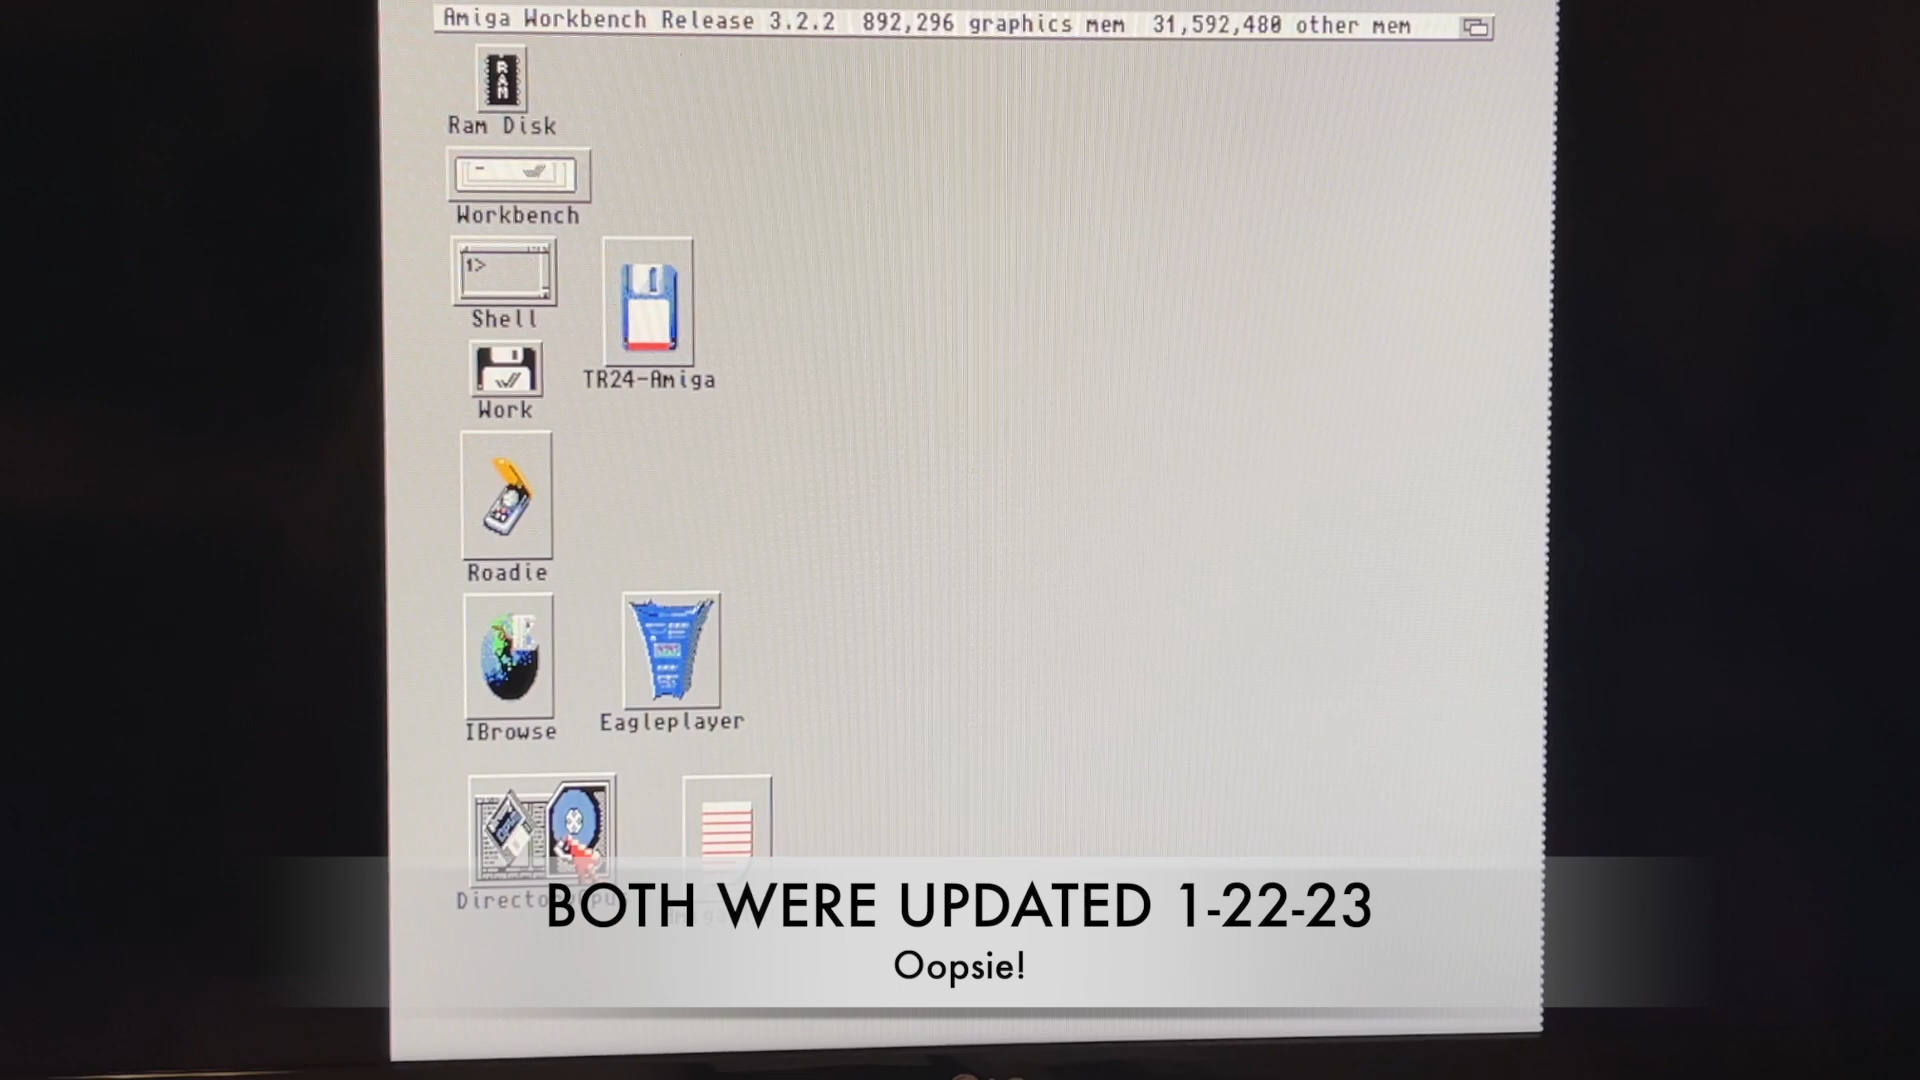 Amiga Workbench Release 3.2.2 892,296 graphics mem 31,592,480 other mem
RAM
Ram Disk
Workbench
1>
Shell
TR24-Amiga
Work
Roadie
IBrowse
Eagleplayer
BOTH WERE UPDATED 1-22-23
Oopsie!